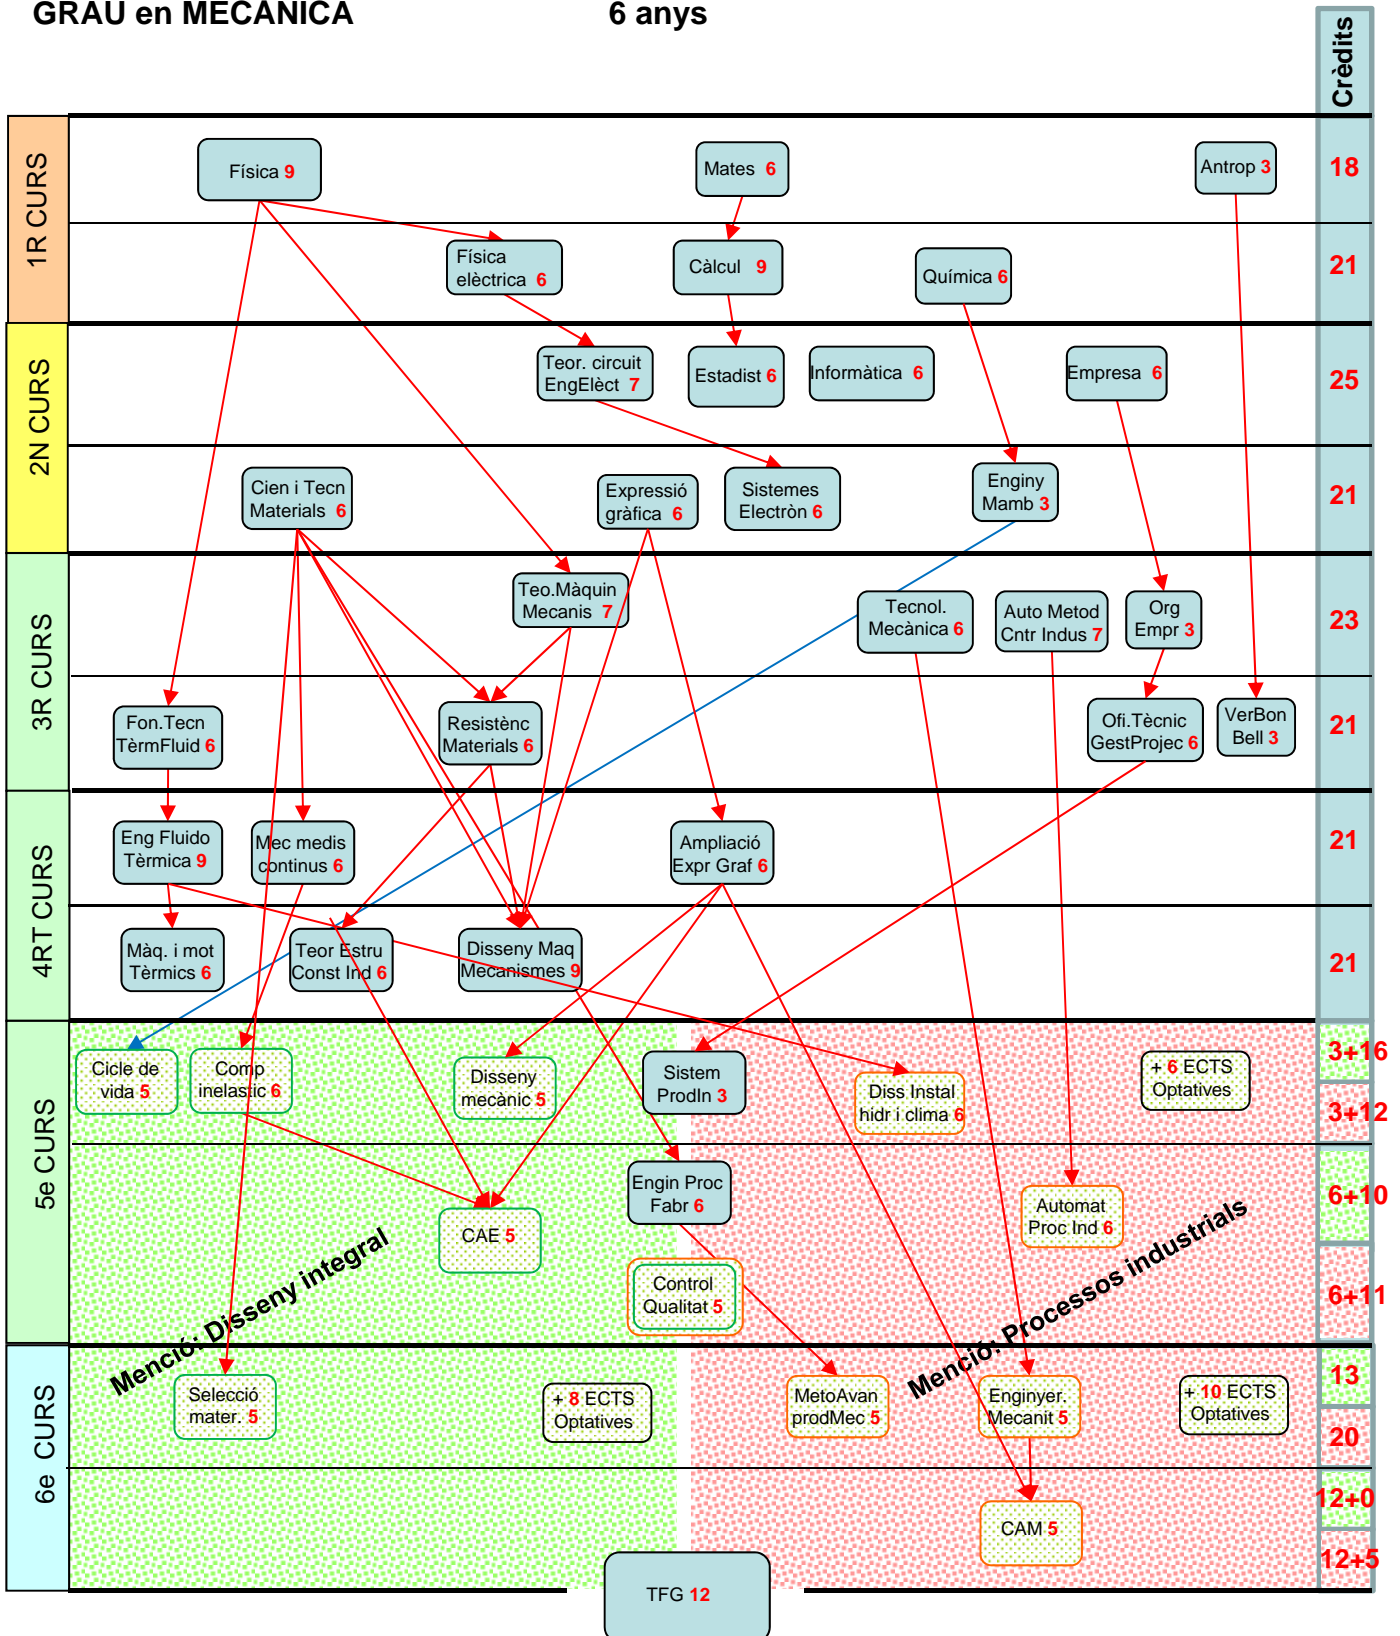 GRAU en MECÀNICA
6 anys
Crèdits
1R CURS
Física 9
Mates 6
Antrop 3
18
Física
elèctrica 6
Càlcul 9
Química 6
21
2N CURS
Teor. circuit
EngElèct 7
Estadist 6
Informàtica 6
Empresa 6
25
Cien i Tecn
Materials 6
Expressió
gràfica 6
Sistemes
Electròn 6
Enginy
Mamb 3
21
3R CURS
Teo.Màquin
Mecanis 7
Tecnol.
Mecànica 6
Auto Metod
Cntr Indus 7
Org
Empr 3
23
Fon.Tecn
TèrmFluid 6
Resistènc
Materials 6
Ofi.Tècnic
GestProjec 6
VerBon
Bell 3
21
4RT CURS
Eng Fluido
Tèrmica 9
Mec medis
continus 6
Ampliació
Expr Graf 6
21
Màq. i mot
Tèrmics 6
Teor Estru
Const Ind 6
Disseny Maq
Mecanismes 9
21
5e CURS
Cicle de
vida 5
Comp
inelastic 6
Disseny
mecànic 5
Sistem
ProdIn 3
Diss Instal
hidr i clima 6
+ 6 ECTS
Optatives
3+16
3+12
CAE 5
Engin Proc
Fabr 6
Automat
Proc Ind 6
Control
Qualitat 5
6+10
6+11
Menció: Disseny integral
Menció: Processos industrials
6e CURS
Selecció
mater. 5
+ 8 ECTS
Optatives
MetoAvan
prodMec 5
Enginyer.
Mecanit 5
+ 10 ECTS
Optatives
13
20
CAM 5
12+0
12+5
TFG 12